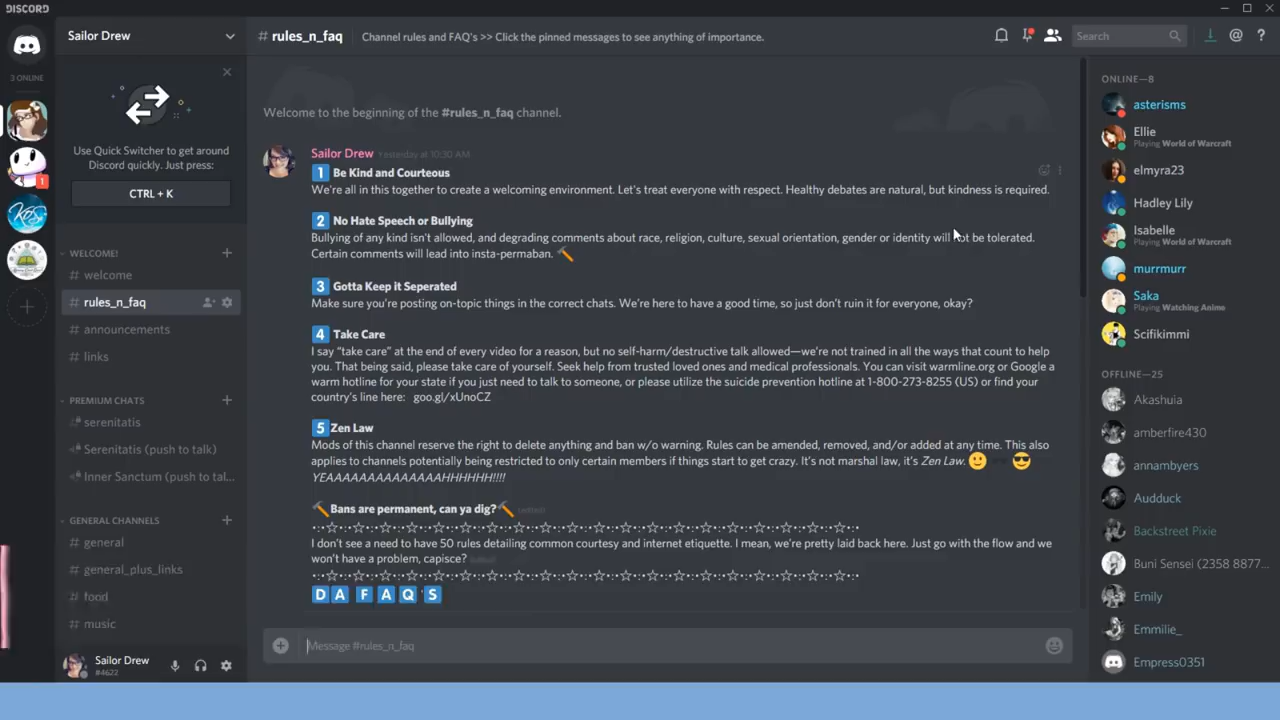 DISCORD
Sailor Drew
# rules_n_faq
Channel rules and FAQ's >> Click the pinned messages to see anything of importance.
Search
3 ONLINE
1
Use Quick Switcher to get around
Discord quickly. Just press:
CTRL + K
WELCOME!
# welcome
# rules_n_faq
# announcements
# links
PREMIUM CHATS
# serenitatis
Serenitatis (push to talk)
Inner Sanctum (push to tal...
GENERAL CHANNELS
# general
# general_plus_links
# food
# music
Sailor Drew
#4622
Welcome to the beginning of the #rules_n_faq channel.
Sailor Drew Yesterday at 10:30 AM
1 Be Kind and Courteous
We're all in this together to create a welcoming environment. Let's treat everyone with respect. Healthy debates are natural, but kindness is required.
2 No Hate Speech or Bullying
Bullying of any kind isn't allowed, and degrading comments about race, religion, culture, sexual orientation, gender or identity will not be tolerated.
Certain comments will lead into insta-permaban.
3 Gotta Keep it Seperated
Make sure you're posting on-topic things in the correct chats. We're here to have a good time, so just don't ruin it for everyone, okay?
4 Take Care
I say "take care" at the end of every video for a reason, but no self-harm/destructive talk allowed—we're not trained in all the ways that count to help
you. That being said, please take care of yourself. Seek help from trusted loved ones and medical professionals. You can visit warmline.org or Google a
warm hotline for your state if you just need to talk to someone, or please utilize the suicide prevention hotline at 1-800-273-8255 (US) or find your
country's line here: goo.gl/xUnoCZ
5 Zen Law
Mods of this channel reserve the right to delete anything and ban w/o warning. Rules can be amended, removed, and/or added at any time. This also
applies to channels potentially being restricted to only certain members if things start to get crazy. It's not marshal law, it's Zen Law.
YEAAAAAAAAAAAAAHHHHHH!!!!
Bans are permanent, can ya dig? (edited)
I don't see a need to have 50 rules detailing common courtesy and internet etiquette. I mean, we're pretty laid back here. Just go with the flow and we
won't have a problem, capisce? (edited)
D A F A Q ' S
Message #rules_n_faq
ONLINE—8
asterisms
Ellie
Playing World of Warcraft
elmyra23
Hadley Lily
Isabelle
Playing World of Warcraft
murrmurr
Saka
Playing Watching Anime
Scifikimmi
OFFLINE—25
Akashuia
amberfire430
annambyers
Audduck
Backstreet Pixie
Buni Sensei (2358 8877...
Emily
Emmilie_
Empress0351